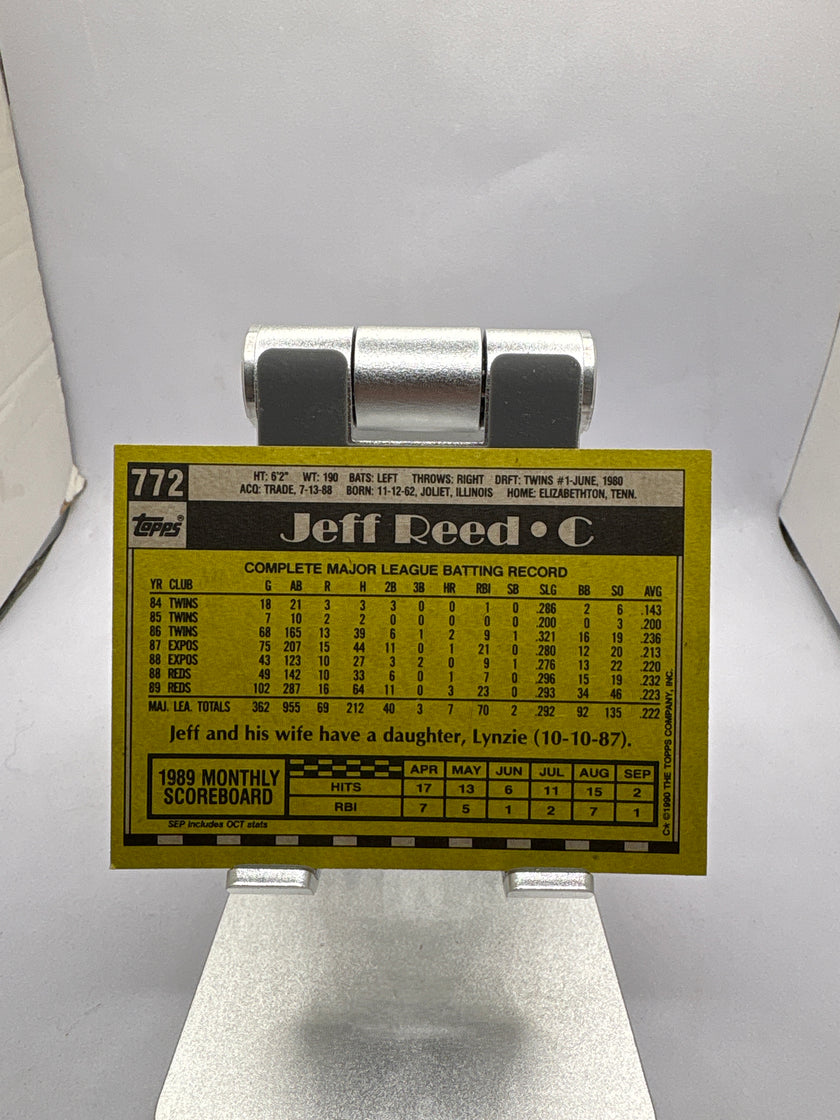 772
HT: 6'2" WT: 190 BATS: LEFT THROWS: RIGHT DRFT: TWINS #1-JUNE, 1980
ACQ: TRADE, 7-13-88 BORN: 11-12-62, JOLIET, ILLINOIS HOME: ELIZABETHTON, TENN.
Topps®
Jeff Reed • C
COMPLETE MAJOR LEAGUE BATTING RECORD
YR CLUB G AB R H 2B 3B HR RBI SB SLG BB SO AVG
84 TWINS 18 21 3 3 3 0 0 1 0 .286 2 6 .143
85 TWINS 7 10 2 2 0 0 0 0 0 .200 0 3 .200
86 TWINS 68 165 13 39 6 1 2 9 1 .321 16 19 .236
87 EXPOS 75 207 15 44 11 0 1 21 0 .280 12 20 .213
88 EXPOS 43 123 10 27 3 2 0 9 1 .276 13 22 .220
88 REDS 49 142 10 33 6 0 1 7 0 .296 15 19 .232
89 REDS 102 287 16 64 11 0 3 23 0 .293 34 46 .223
MAJ. LEA. TOTALS 362 955 69 212 40 3 7 70 2 .292 92 135 .222
Jeff and his wife have a daughter, Lynzie (10-10-87).
1989 MONTHLY SCOREBOARD
APR MAY JUN JUL AUG SEP
HITS 17 13 6 11 15 2
RBI 7 5 1 2 7 1
SEP includes OCT stats
C* ©1990 THE TOPPS COMPANY, INC.